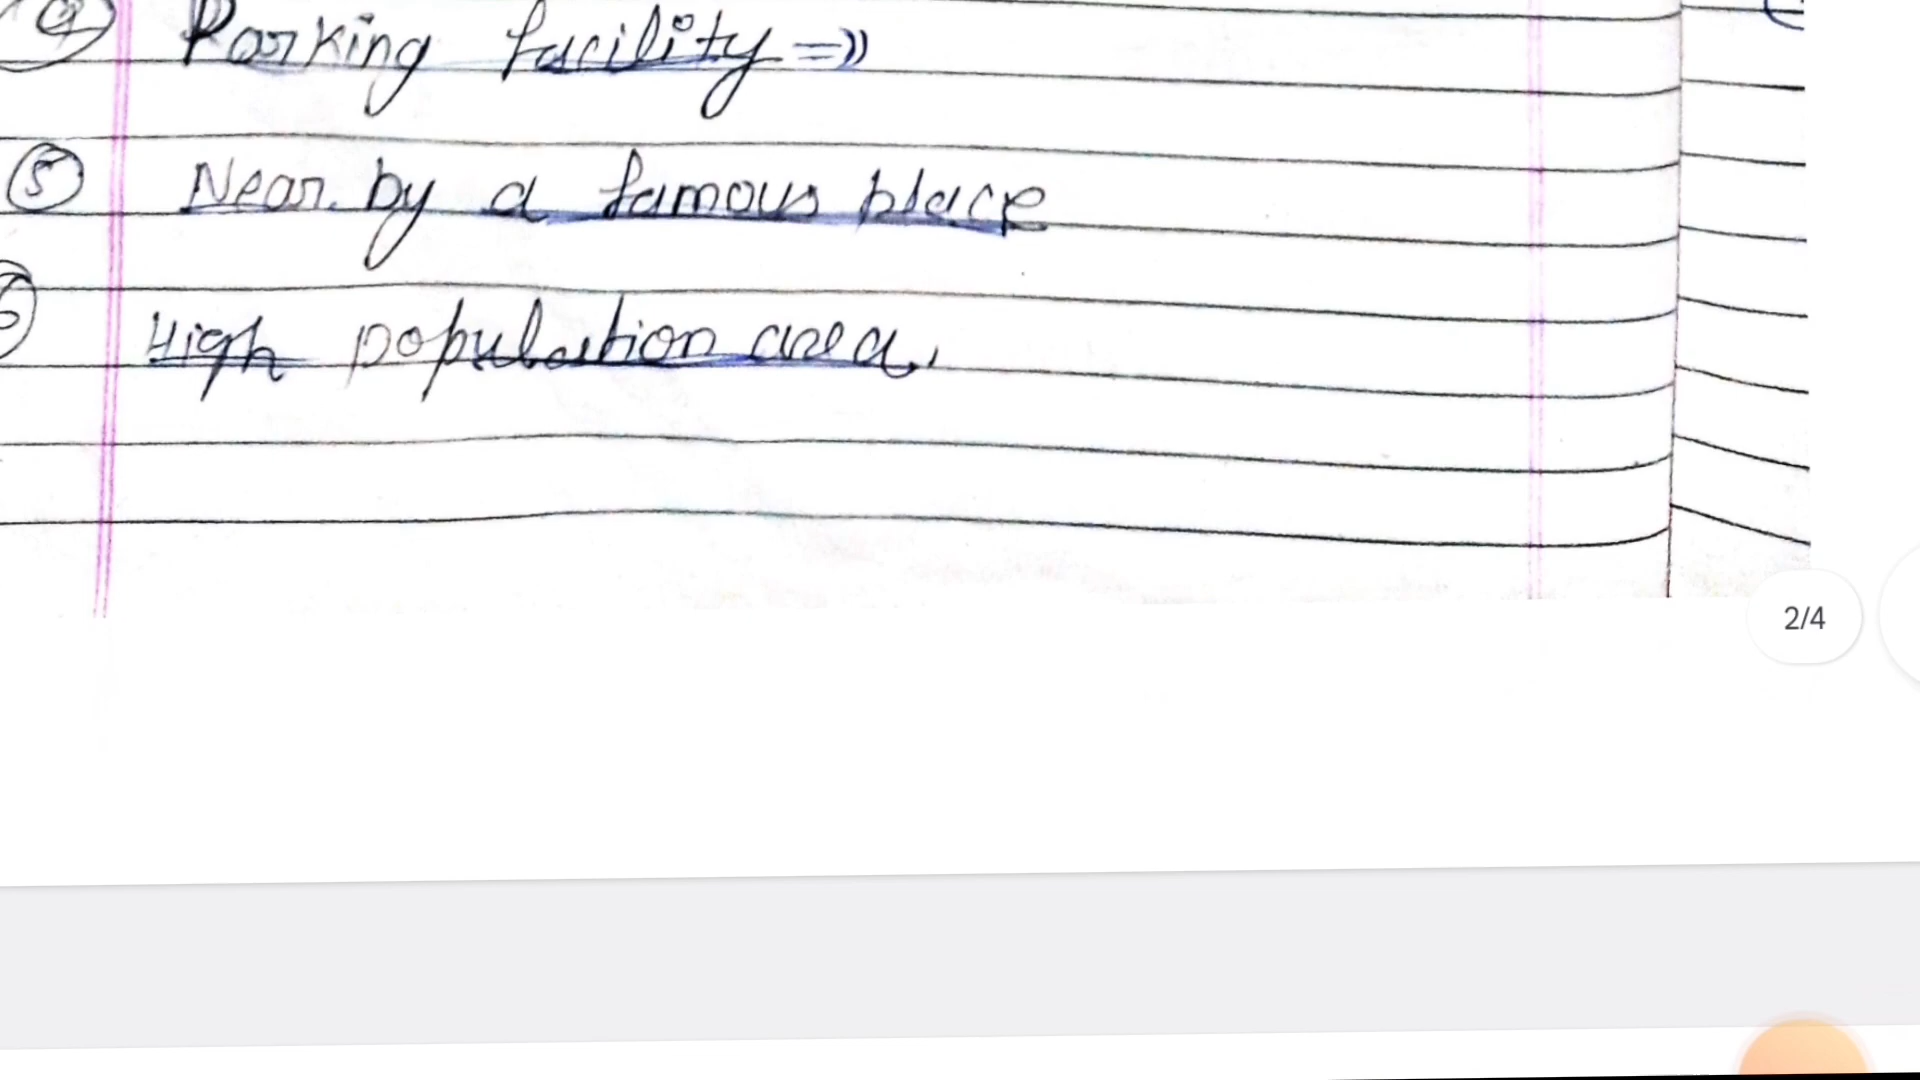 ④ Parking facility =))
⑤ Near by a famous place
⑥ High population area.
2/4